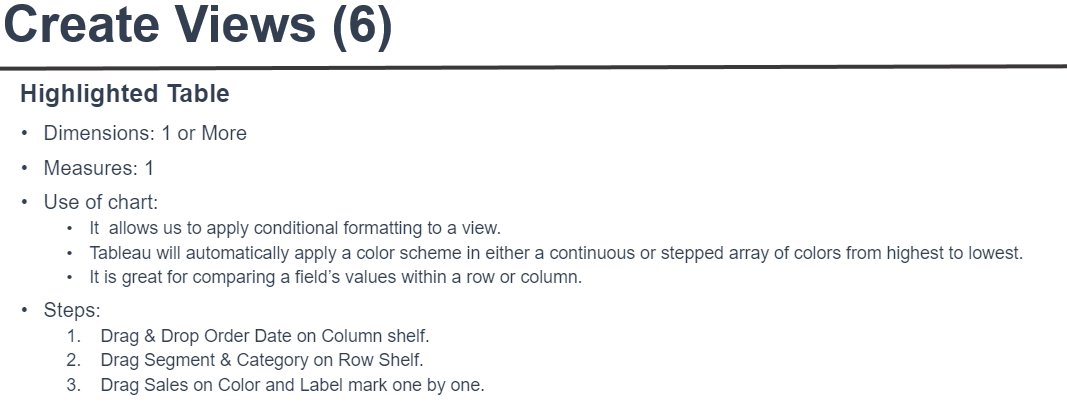 Create Views (6)
Highlighted Table
• Dimensions: 1 or More
• Measures: 1
• Use of chart:
• It  allows us to apply conditional formatting to a view.
• Tableau will automatically apply a color scheme in either a continuous or stepped array of colors from highest to lowest.
• It is great for comparing a field’s values within a row or column.
• Steps:
1. Drag & Drop Order Date on Column shelf.
2. Drag Segment & Category on Row Shelf.
3. Drag Sales on Color and Label mark one by one.